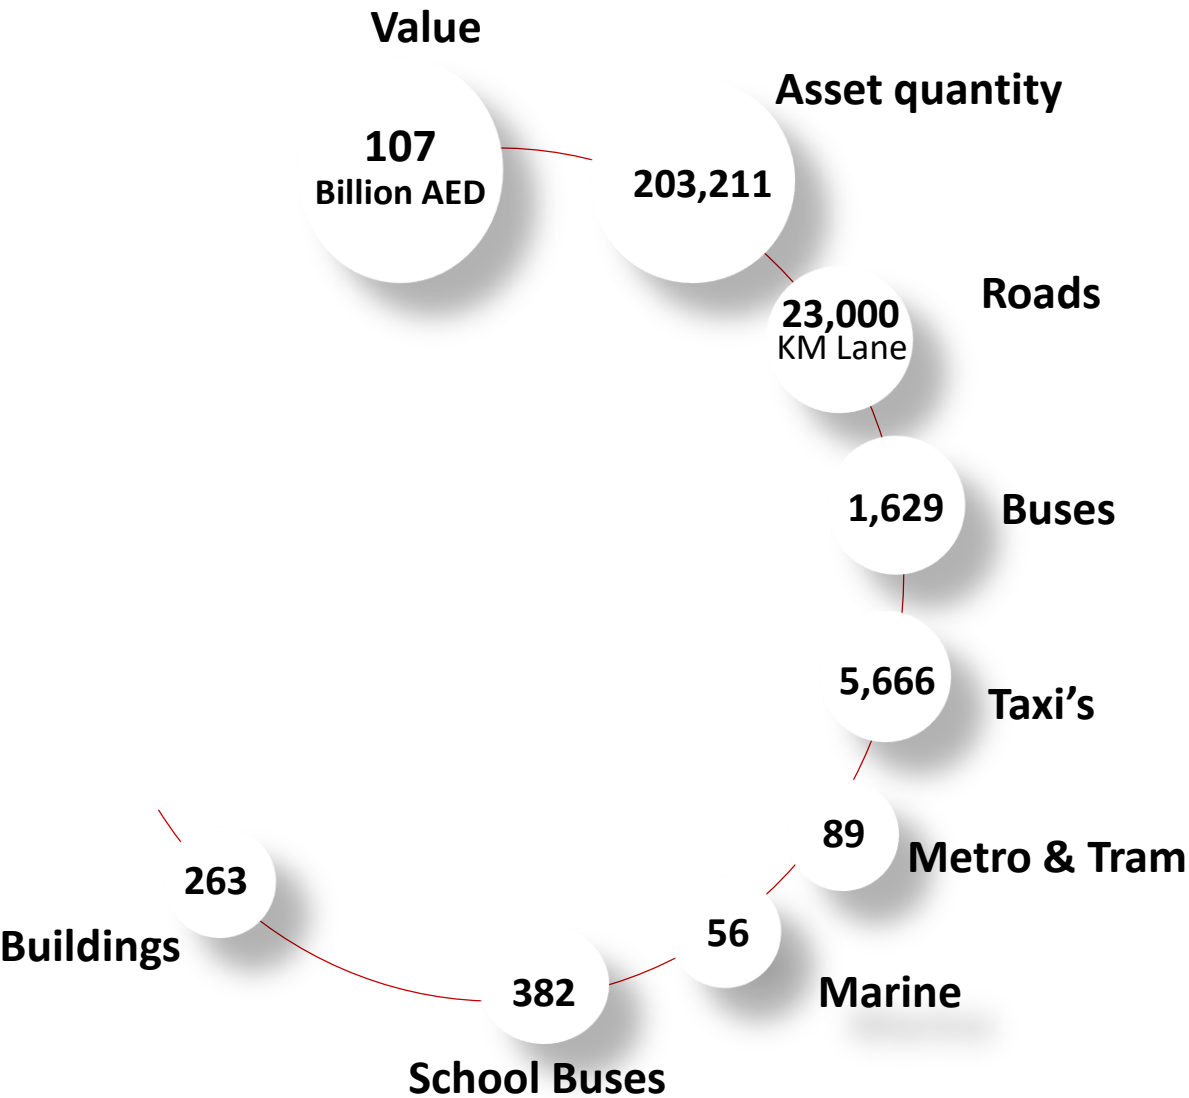 Value
107
Billion AED
Asset quantity
203,211
Roads
23,000
KM Lane
1,629
Buses
5,666
Taxi’s
89
Metro & Tram
56
Marine
382
School Buses
263
Buildings